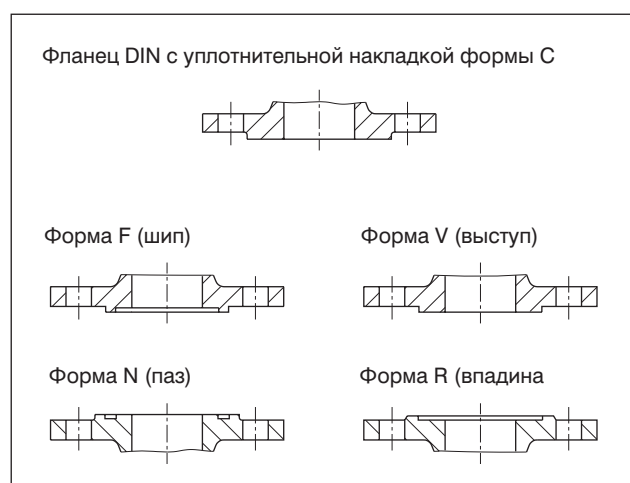 Фланец DIN с уплотнительной накладкой формы C
Форма F (шип)
Форма V (выступ)
Форма N (паз)
Форма R (впадина